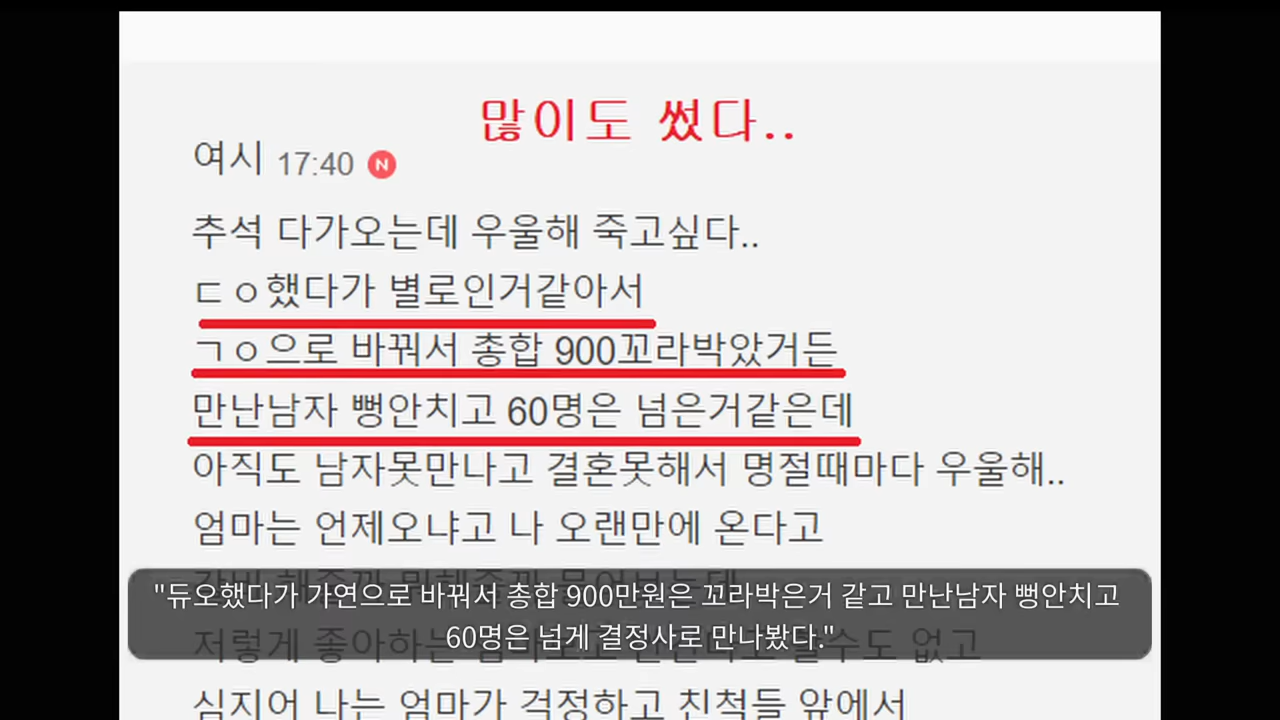 많이도 썼다..
여시 17:40 N
추석 다가오는데 우울해 죽고싶다..
ㄷㅇ했다가 별로인거같아서
ㄱㅇ으로 바꿔서 총합 900꼬라박았거든
만난남자 뻥안치고 60명은 넘은거같은데
아직도 남자못만나고 결혼못해서 명절때마다 우울해..
엄마는 언제오냐고 나 오랜만에 온다고
"듀오했다가 가연으로 바꿔서 총합 900만원은 꼬라박은거 같고 만난남자 뻥안치고
60명은 넘게 결정사로 만나봤다."
저렇게 좋아하는 없고
심지어 나는 엄마가 걱정하고 친척들 앞에서